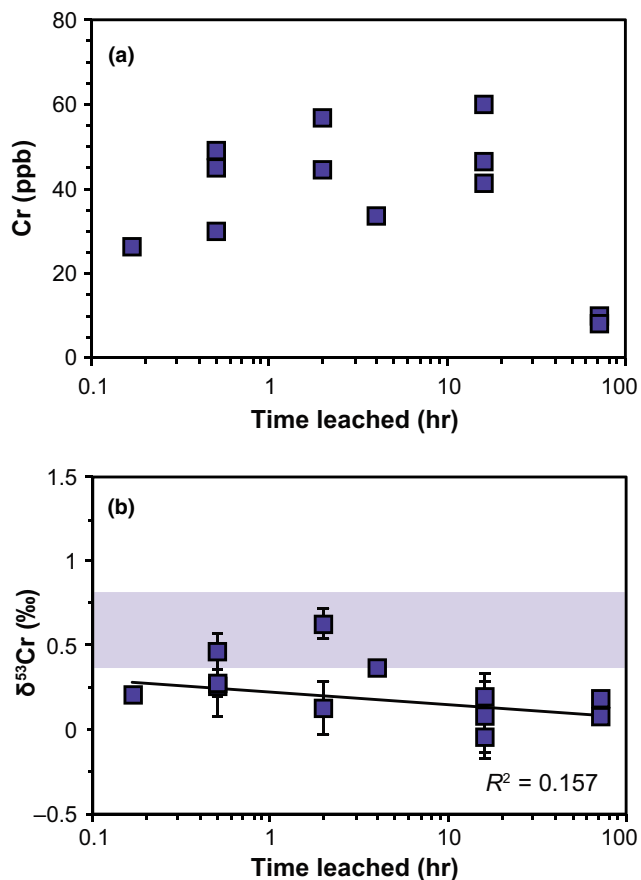 80
(a)
60
40
20
0
Cr (ppb)
0.1 1 10 100
Time leached (hr)
1.5
(b)
1
0.5
0
–0.5
δ⁵³Cr (‰)
R² = 0.157
0.1 1 10 100
Time leached (hr)